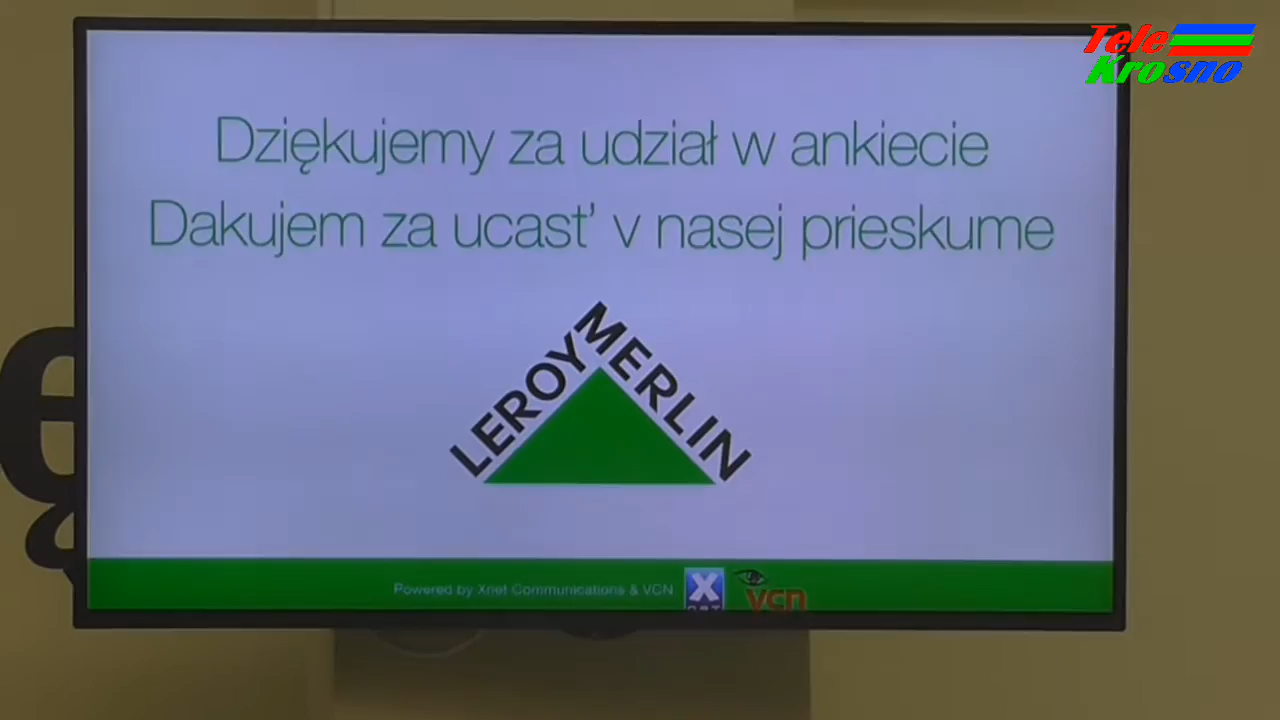 Tele
Krosno
Dziękujemy za udział w ankiecie
Dakujem za ucast' v nasej prieskume
LEROY MERLIN
Powered by Xnet Communications & VCN
X
vcn